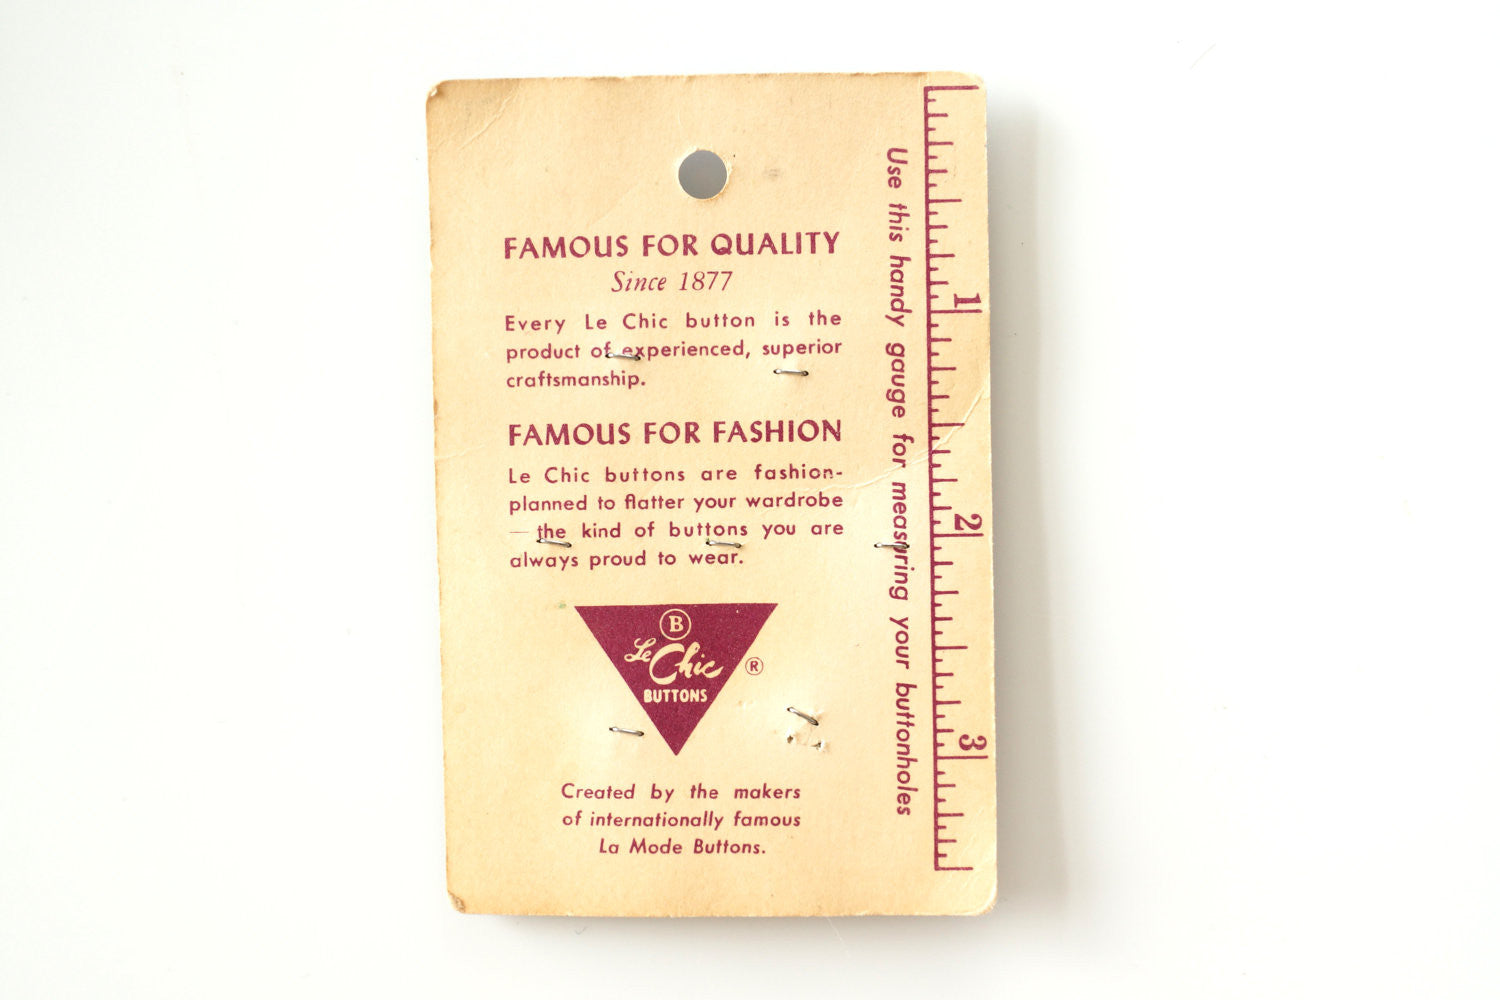 FAMOUS FOR QUALITY
Since 1877
Every Le Chic button is the
product of experienced, superior
craftsmanship.
FAMOUS FOR FASHION
Le Chic buttons are fashion-
planned to flatter your wardrobe
— the kind of buttons you are
always proud to wear.
B
Le Chic
BUTTONS
®
Created by the makers
of internationally famous
La Mode Buttons.
Use this handy gauge for measuring your buttonholes
1
2
3